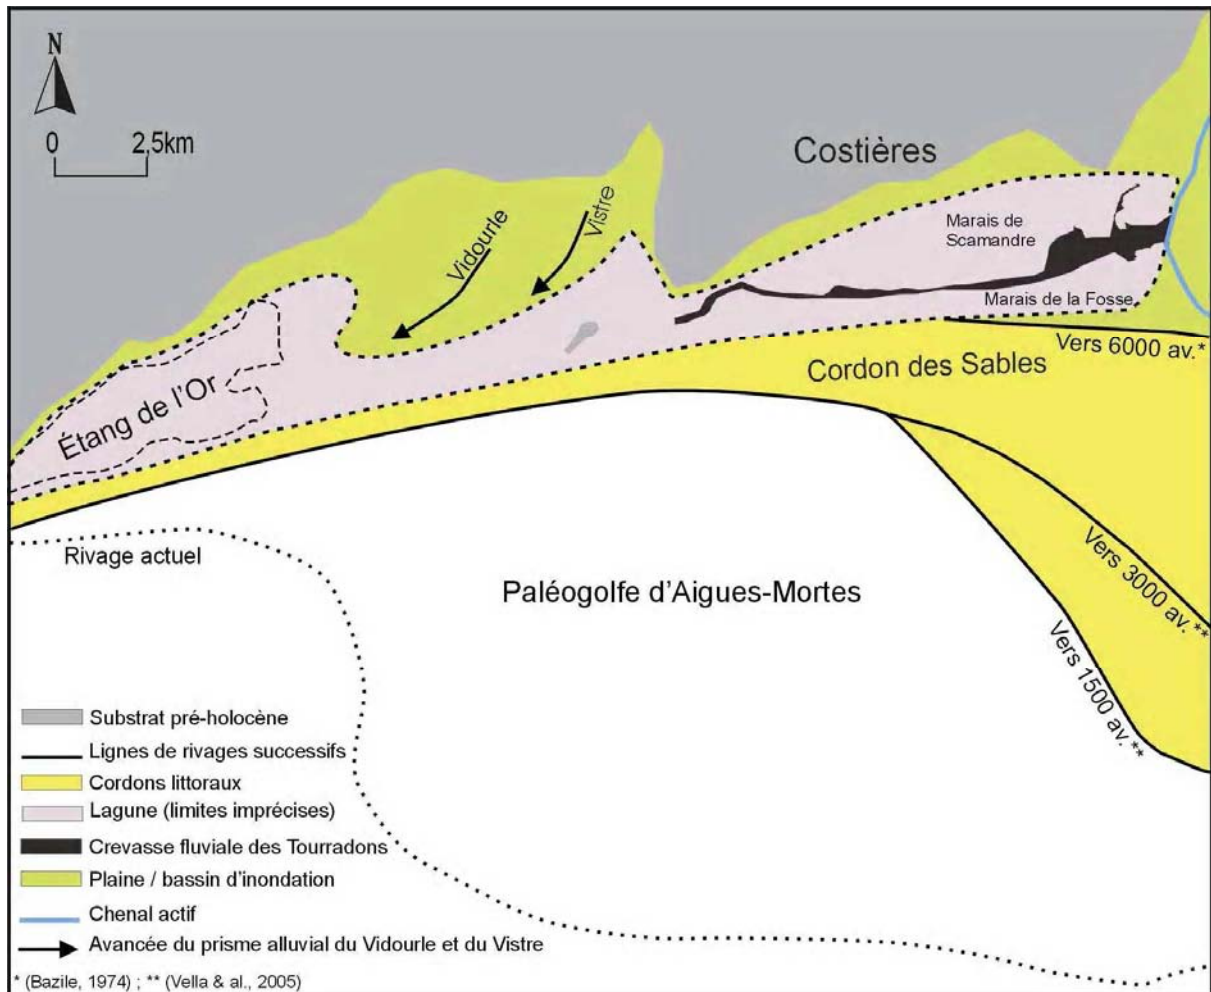 N
0 2,5km
Costières
Vidourle
Vistre
Marais de
Scamandre
Marais de la Fosse
Vers 6000 av.*
Cordon des Sables
Étang de l'Or
Rivage actuel
Paléogolfe d'Aigues-Mortes
Vers 3000 av. **
Vers 1500 av. **
Substrat pré-holocène
Lignes de rivages successifs
Cordons littoraux
Lagune (limites imprécises)
Crevasse fluviale des Tourradons
Plaine / bassin d'inondation
Chenal actif
Avancée du prisme alluvial du Vidourle et du Vistre
* (Bazile, 1974) ; ** (Vella & al., 2005)